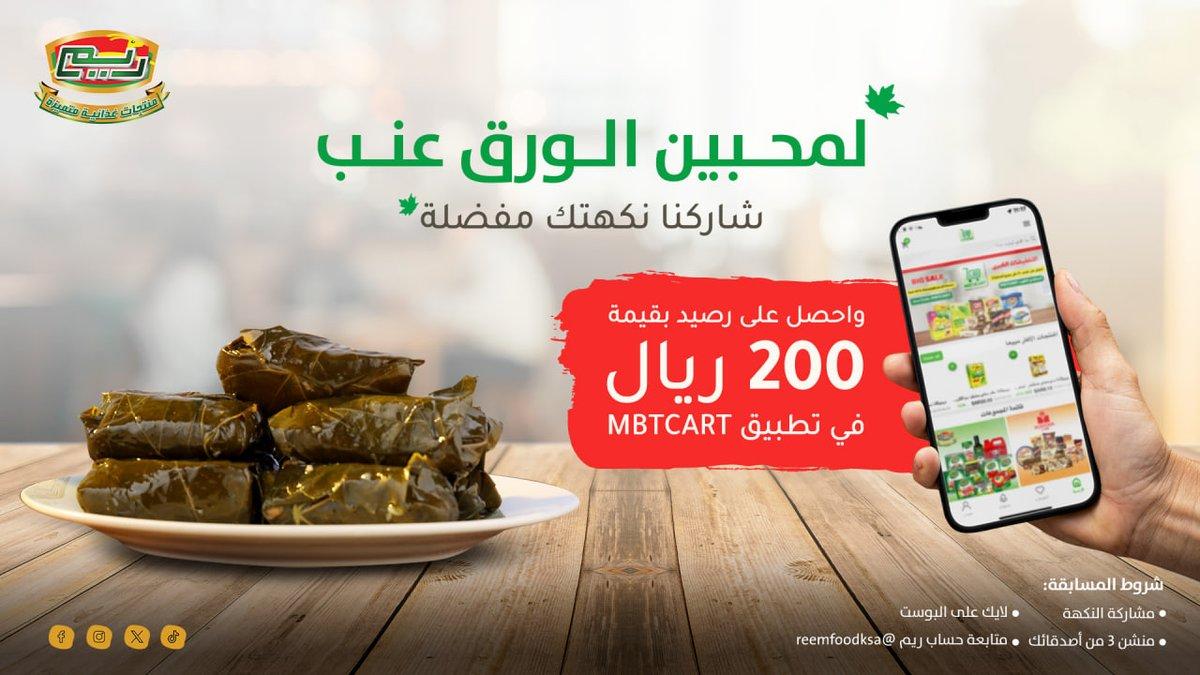 ريم
منتجات غذائية متميزة
لمحبين الورق عنب
شاركنا نكهتك مفضلة
واحصل على رصيد بقيمة
200 ريال
في تطبيق MBTCART
BIG SALE
شروط المسابقة:
• مشاركة النكهة
• لايك على البوست
• منشن 3 من أصدقائك
• متابعة حساب ريم @reemfoodksa